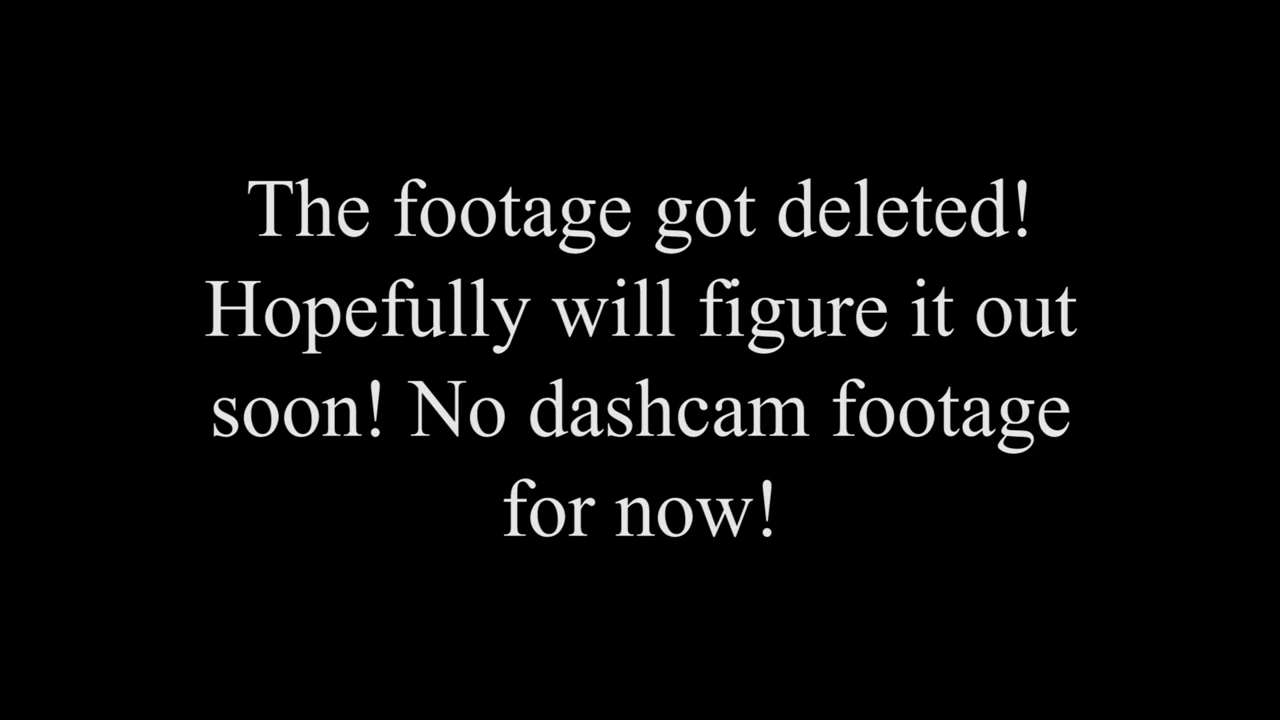 The footage got deleted!
Hopefully will figure it out
soon! No dashcam footage
for now!